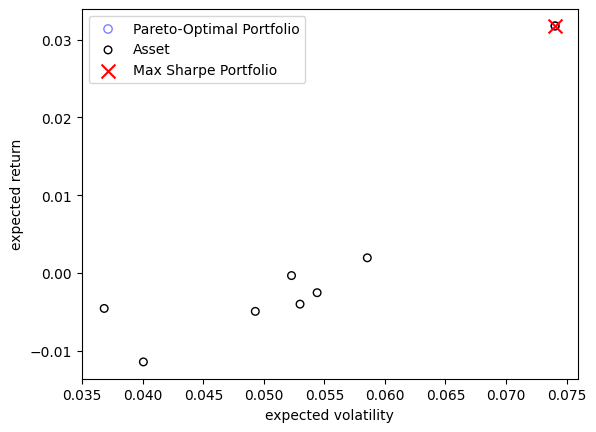 Pareto-Optimal Portfolio
Asset
Max Sharpe Portfolio
expected return
0.03
0.02
0.01
0.00
−0.01
0.035 0.040 0.045 0.050 0.055 0.060 0.065 0.070 0.075
expected volatility